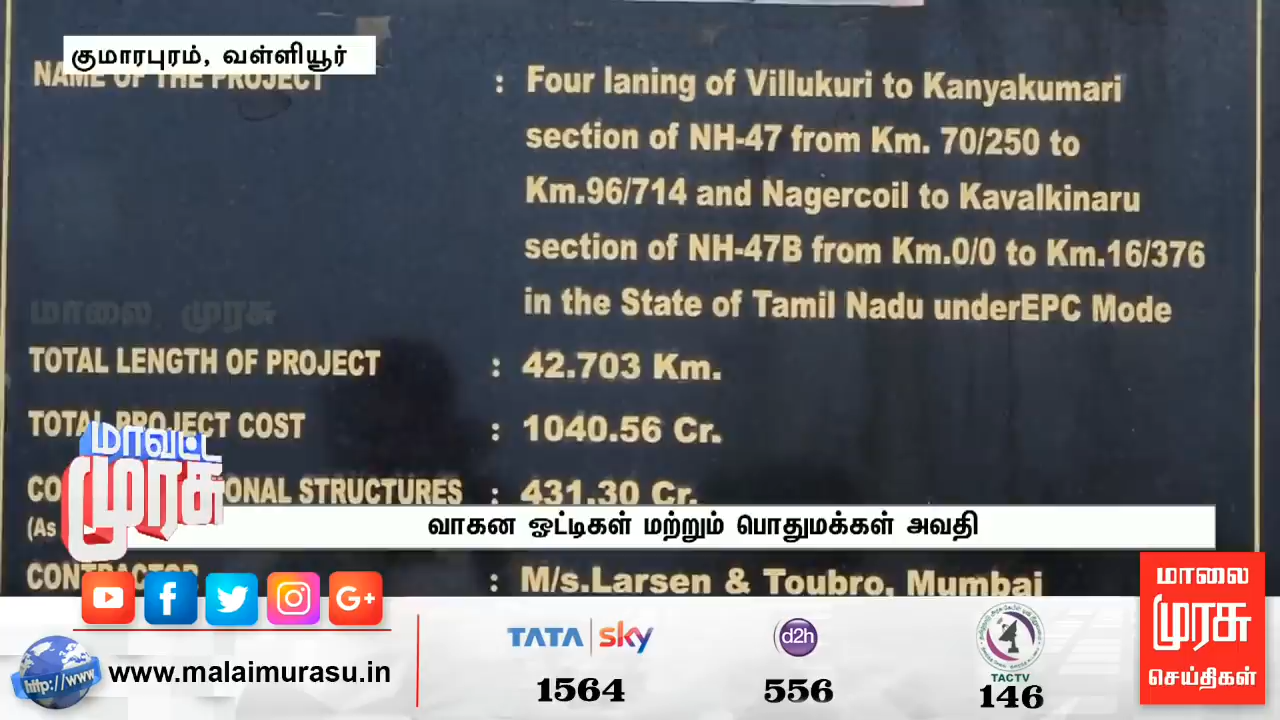 குமாரபுரம், வள்ளியூர்
NAME OF THE PROJECT : Four laning of Villukuri to Kanyakumari
section of NH-47 from Km. 70/250 to
Km.96/714 and Nagercoil to Kavalkinaru
section of NH-47B from Km.0/0 to Km.16/376
in the State of Tamil Nadu underEPC Mode
மாலை முரசு
TOTAL LENGTH OF PROJECT : 42.703 Km.
TOTAL PROJECT COST : 1040.56 Cr.
STRUCTURES : 431.30 Cr.
(As
மாவட்ட
முரசு
வாகன ஓட்டிகள் மற்றும் பொதுமக்கள் அவதி
CONTRACTOR : M/s.Larsen & Toubro, Mumbai
G+
http://www
www.malaimurasu.in
TATA sky
1564
d2h
556
TACTV
146
மாலை
முரசு
செய்திகள்